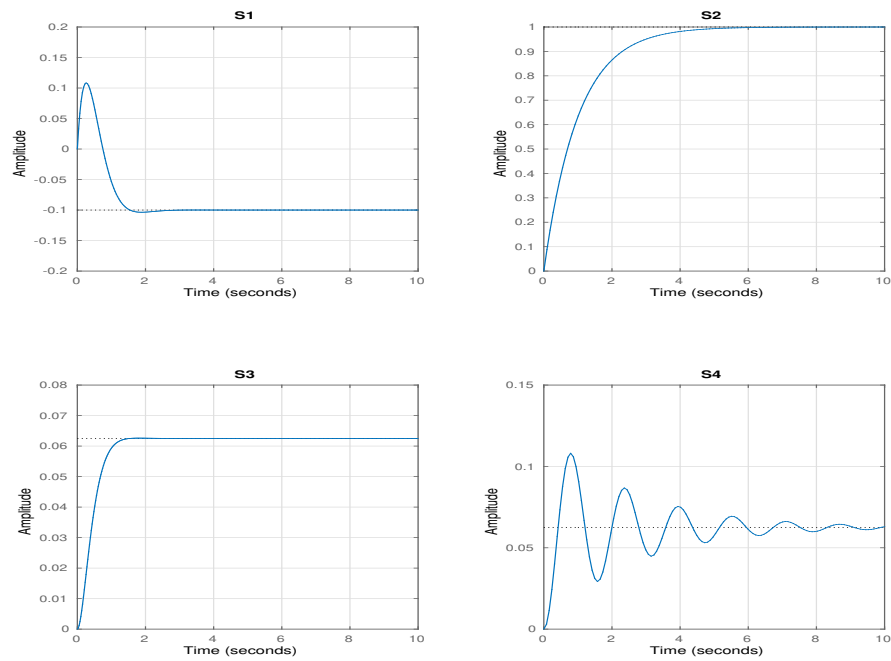 S1
0.2
0.15
0.1
0.05
0
-0.05
-0.1
-0.15
-0.2
Amplitude
0 2 4 6 8 10
Time (seconds)
S2
1
0.9
0.8
0.7
0.6
0.5
0.4
0.3
0.2
0.1
0
Amplitude
0 2 4 6 8 10
Time (seconds)
S3
0.08
0.07
0.06
0.05
0.04
0.03
0.02
0.01
0
Amplitude
0 2 4 6 8 10
Time (seconds)
S4
0.15
0.1
0.05
0
Amplitude
0 2 4 6 8 10
Time (seconds)